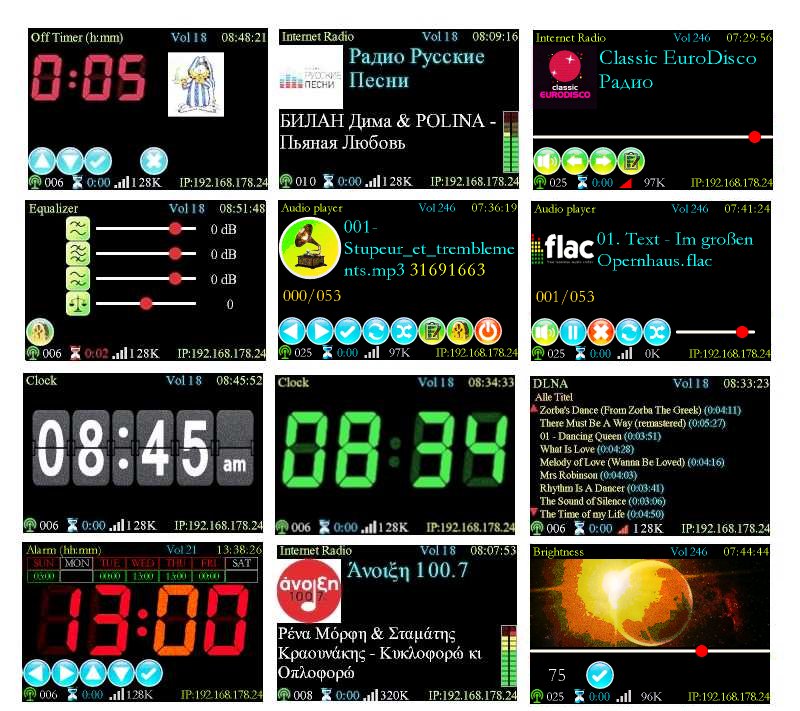 Off Timer (h:mm) Vol 18 08:48:21
0:05
006 0:00 128K IP:192.168.178.24
Internet Radio Vol 18 08:09:16
Радио Русские
Песни
РУССКИЕ
ПЕСНИ
БИЛАН Дима & POLINA -
Пьяная Любовь
010 0:00 128K IP:192.168.178.24
Internet Radio Vol 246 07:29:56
Classic EuroDisco
Радио
classic
EURODISCO
025 0:00 97K IP:192.168.178.24
Equalizer Vol 18 08:51:48
0 dB
0 dB
0 dB
0
006 0:02 128K IP:192.168.178.24
Audio player Vol 246 07:36:19
001-
Stupeur_et_trembleme
nts.mp3 31691663
000/053
025 0:00 97K IP:192.168.178.24
Audio player Vol 246 07:41:24
flac
01. Text - Im großen
Opernhaus.flac
001/053
025 0:00 0K IP:192.168.178.24
Clock Vol 18 08:45:52
08:45 am
006 0:00 128K IP:192.168.178.24
Clock Vol 18 08:34:33
08:34
006 0:00 128K IP:192.168.178.24
DLNA Vol 18 08:33:23
Alle Titel
Zorba's Dance (From Zorba The Greek) (0:04:11)
There Must Be A Way (remastered) (0:05:27)
01 - Dancing Queen (0:03:51)
What Is Love (0:04:28)
Melody of Love (Wanna Be Loved) (0:04:16)
Mrs Robinson (0:04:03)
Rhythm Is A Dancer (0:03:41)
The Sound of Silence (0:03:06)
The Time of my Life (0:04:50)
006 0:00 128K IP:192.168.178.24
Alarm (hh:mm) Vol 21 13:38:26
SUN MON TUE WED THU FRI SAT
03:00 00:00 13:00 13:00 00:00
13:00
006 0:00 128K IP:192.168.178.24
Internet Radio Vol 18 08:07:53
άνοιξη
100.7
Άνοιξη 100.7
Ρένα Μόρφη & Σταμάτης
Κραουνάκης - Κυκλοφορώ κι
Οπλοφορώ
008 0:00 320K IP:192.168.178.24
Brightness Vol 246 07:44:44
75
025 0:00 96K IP:192.168.178.24